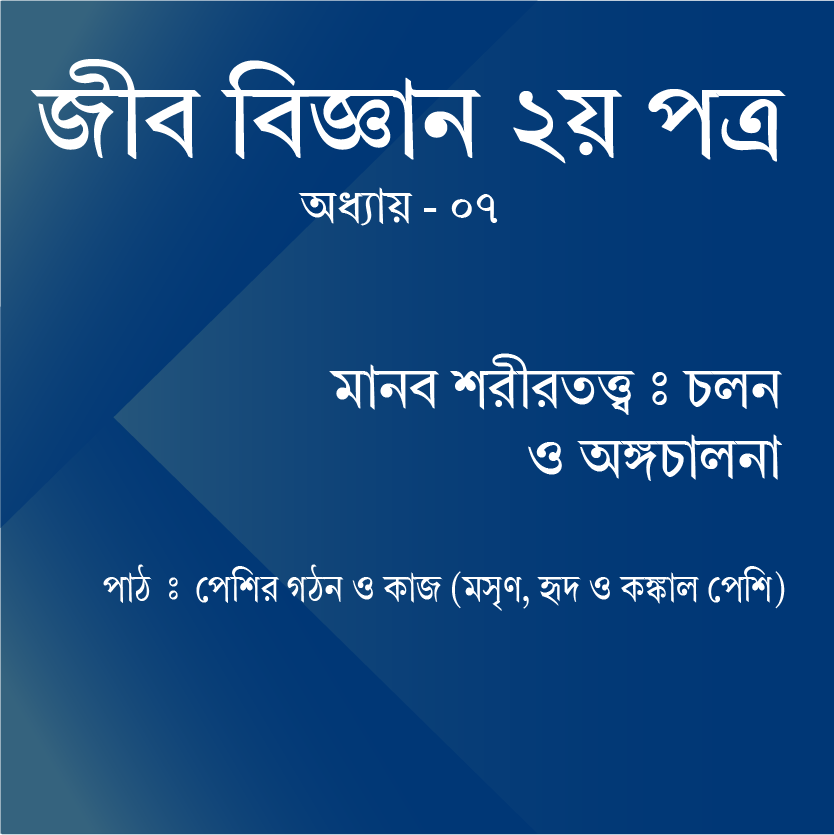 জীব বিজ্ঞান ২য় পত্র
অধ্যায় - ০৭
মানব শরীরতত্ত্ব ঃ চলন
ও অঙ্গচালনা
পাঠ ঃ পেশির গঠন ও কাজ (মসৃণ, হৃদ ও কঙ্কাল পেশি)